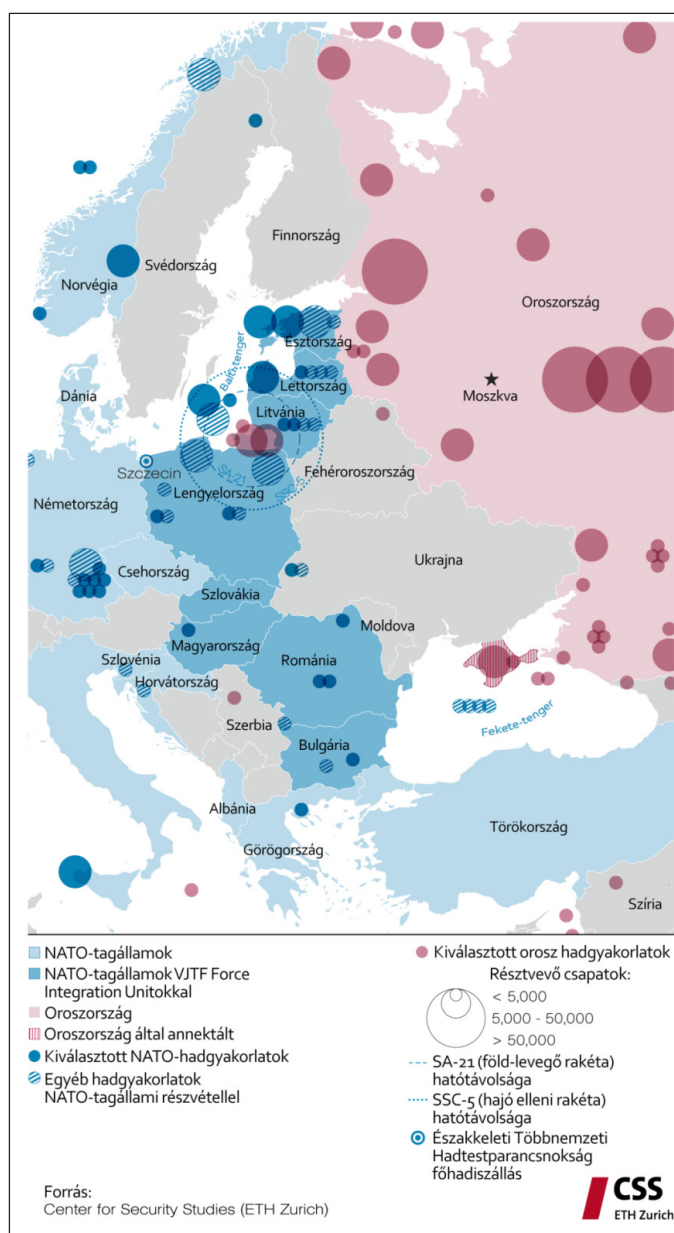 Finnország
Svédország
Norvégia
Oroszország
Észtország
Balti-tenger
Lettország
Moszkva
Dánia
Litvánia
SA-21
SSC-5
Fehéroroszország
Szczecin
Németország
Lengyelország
Csehország
Ukrajna
Szlovákia
Moldova
Magyarország
Szlovénia
Románia
Horvátország
Szerbia
Fekete-tenger
Bulgária
Albánia
Törökország
Görögország
Szíria
NATO-tagállamok
NATO-tagállamok VJTF Force
Integration Unitokkal
Oroszország
Oroszország által annektált
Kiválasztott NATO-hadgyakorlatok
Egyéb hadgyakorlatok
NATO-tagállami részvétellel
Kiválasztott orosz hadgyakorlatok
Résztvevő csapatok:
< 5,000
5,000 - 50,000
> 50,000
SA-21 (föld-levegő rakéta)
hatótávolsága
SSC-5 (hajó elleni rakéta)
hatótávolsága
Északkeleti Többnemzeti
Hadtestparancsnokság
főhadiszállás
Forrás:
Center for Security Studies (ETH Zurich)
CSS
ETH Zurich